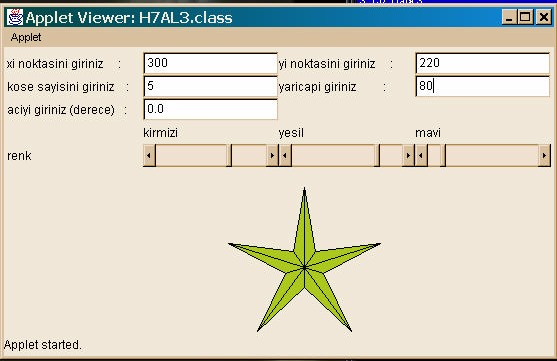 Applet Viewer: H7AL3.class
Applet
xi noktasini giriniz : 300 yi noktasini giriniz : 220
kose sayisini giriniz : 5 yaricapi giriniz : 80
aciyi giriniz (derece) : 0.0
kirmizi yesil mavi
renk
Applet started.